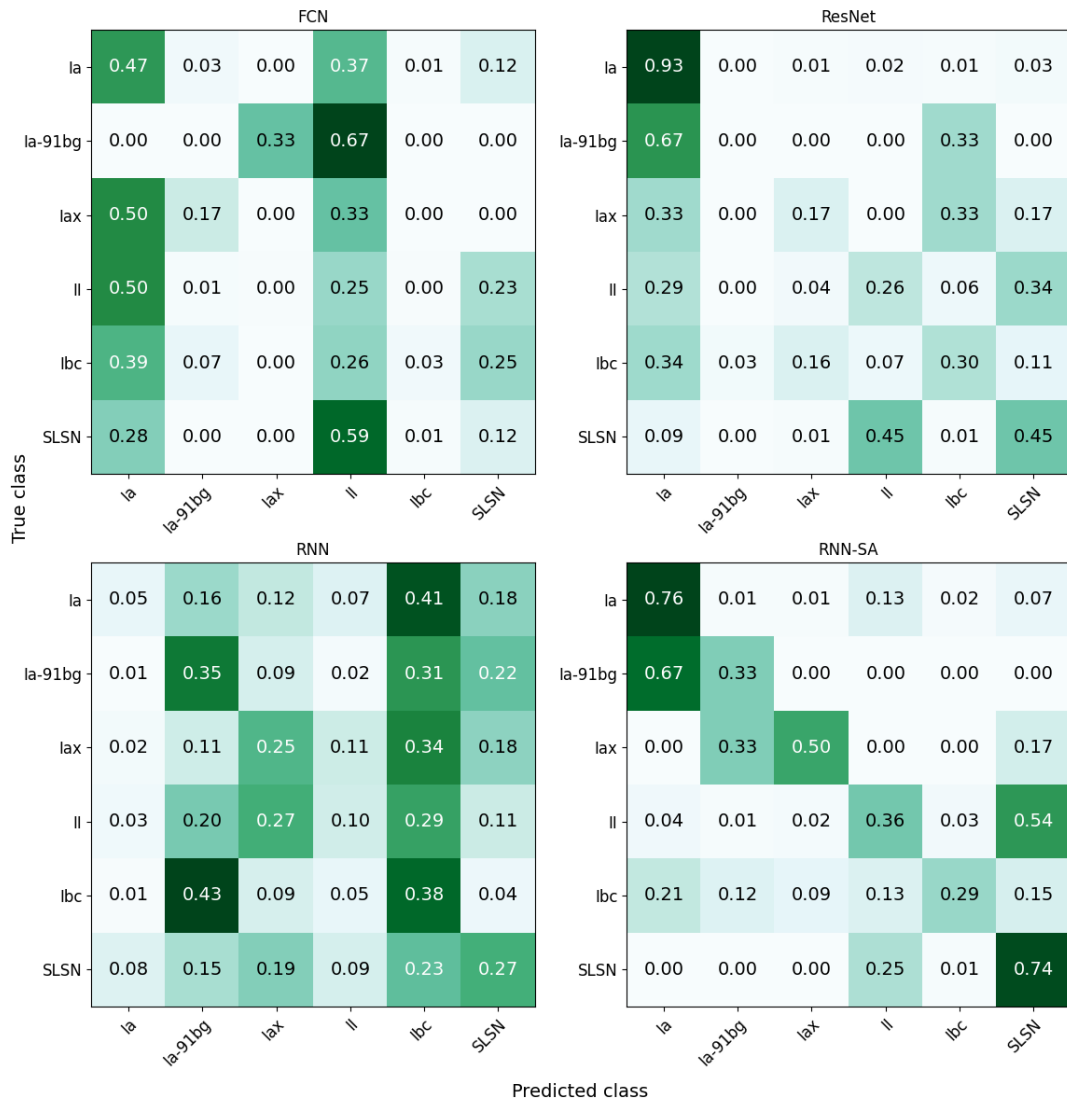 FCN
Ia 0.47 0.03 0.00 0.37 0.01 0.12
Ia-91bg 0.00 0.00 0.33 0.67 0.00 0.00
Iax 0.50 0.17 0.00 0.33 0.00 0.00
II 0.50 0.01 0.00 0.25 0.00 0.23
Ibc 0.39 0.07 0.00 0.26 0.03 0.25
SLSN 0.28 0.00 0.00 0.59 0.01 0.12
Ia Ia-91bg Iax II Ibc SLSN
ResNet
Ia 0.93 0.00 0.01 0.02 0.01 0.03
Ia-91bg 0.67 0.00 0.00 0.00 0.33 0.00
Iax 0.33 0.00 0.17 0.00 0.33 0.17
II 0.29 0.00 0.04 0.26 0.06 0.34
Ibc 0.34 0.03 0.16 0.07 0.30 0.11
SLSN 0.09 0.00 0.01 0.45 0.01 0.45
Ia Ia-91bg Iax II Ibc SLSN
True class
RNN
Ia 0.05 0.16 0.12 0.07 0.41 0.18
Ia-91bg 0.01 0.35 0.09 0.02 0.31 0.22
Iax 0.02 0.11 0.25 0.11 0.34 0.18
II 0.03 0.20 0.27 0.10 0.29 0.11
Ibc 0.01 0.43 0.09 0.05 0.38 0.04
SLSN 0.08 0.15 0.19 0.09 0.23 0.27
Ia Ia-91bg Iax II Ibc SLSN
RNN-SA
Ia 0.76 0.01 0.01 0.13 0.02 0.07
Ia-91bg 0.67 0.33 0.00 0.00 0.00 0.00
Iax 0.00 0.33 0.50 0.00 0.00 0.17
II 0.04 0.01 0.02 0.36 0.03 0.54
Ibc 0.21 0.12 0.09 0.13 0.29 0.15
SLSN 0.00 0.00 0.00 0.25 0.01 0.74
Ia Ia-91bg Iax II Ibc SLSN
Predicted class